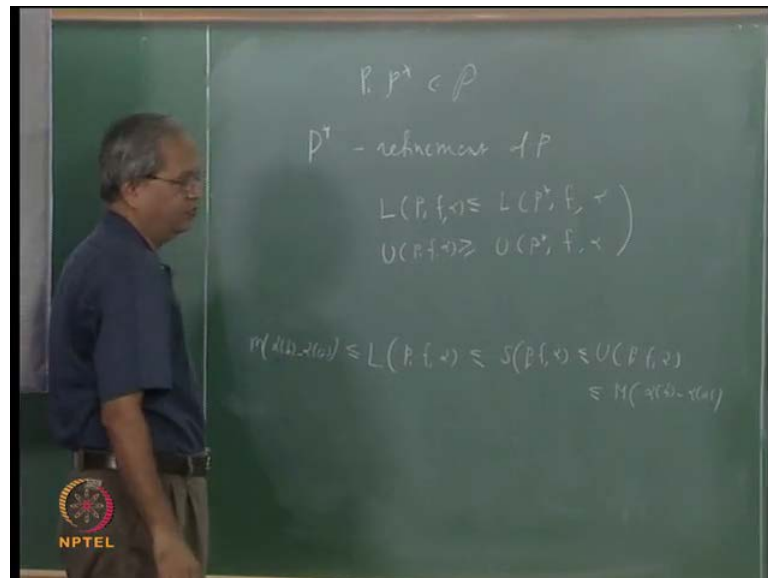 P, P* ∈ 𝒫
P* - refinement of P
L(P, f, α) ≤ L(P*, f, α)
U(P, f, α) ≥ U(P*, f, α)
m(α(b)-α(a)) ≤ L(P, f, α) ≤ S(P, f, α) ≤ U(P, f, α)
≤ M(α(b)-α(a))
NPTEL